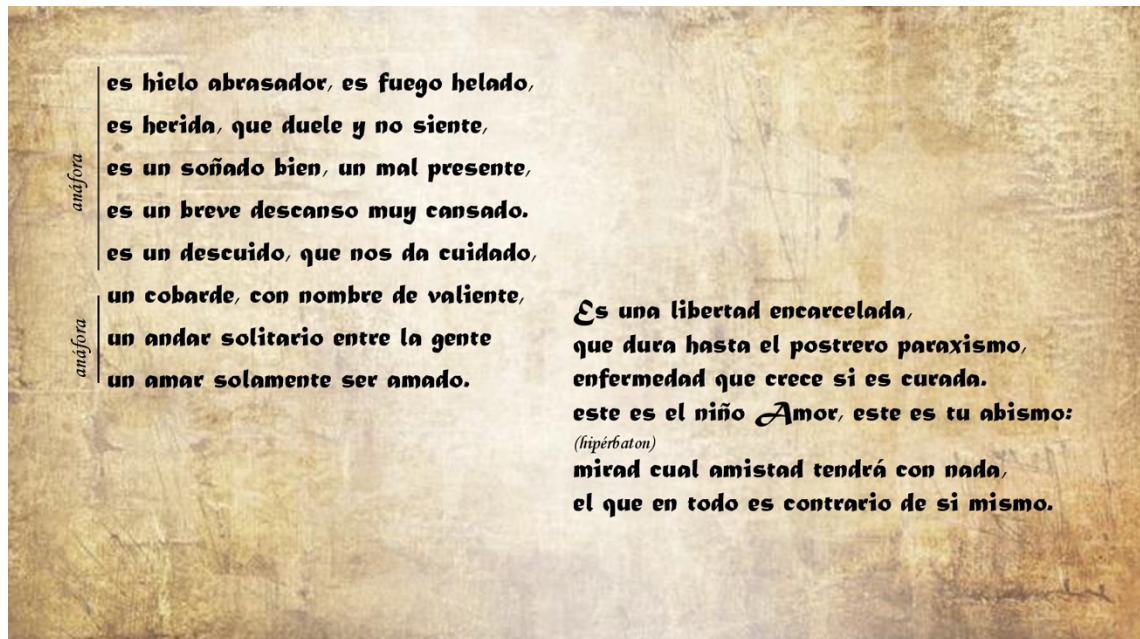 es hielo abrasador, es fuego helado,
es herida, que duele y no siente,
es un soñado bien, un mal presente,
es un breve descanso muy cansado.
es un descuido, que nos da cuidado,
un cobarde, con nombre de valiente,
un andar solitario entre la gente
un amar solamente ser amado.
anáfora
anáfora
Es una libertad encarcelada,
que dura hasta el postrero paraxismo,
enfermedad que crece si es curada.
este es el niño Amor, este es tu abismo:
(hipérbaton)
mirad cual amistad tendrá con nada,
el que en todo es contrario de si mismo.